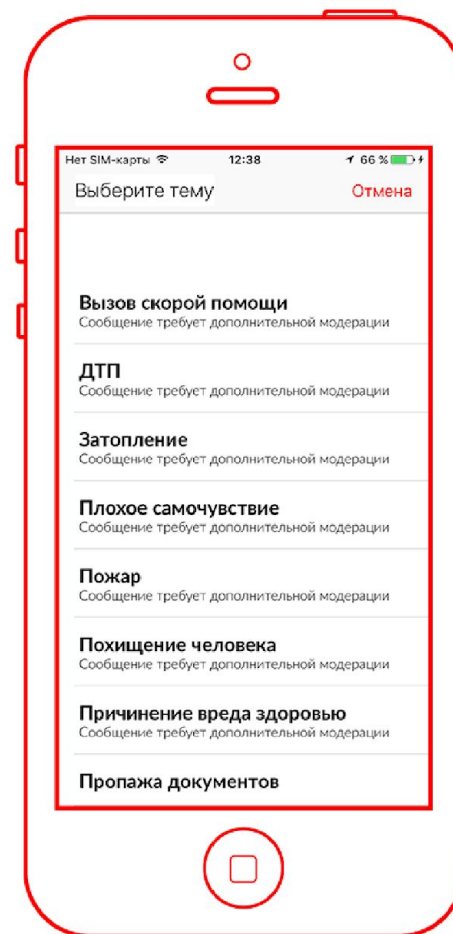 Нет SIM-карты 12:38 66 %
Выберите тему Отмена
Вызов скорой помощи
Сообщение требует дополнительной модерации
ДТП
Сообщение требует дополнительной модерации
Затопление
Сообщение требует дополнительной модерации
Плохое самочувствие
Сообщение требует дополнительной модерации
Пожар
Сообщение требует дополнительной модерации
Похищение человека
Сообщение требует дополнительной модерации
Причинение вреда здоровью
Сообщение требует дополнительной модерации
Пропажа документов